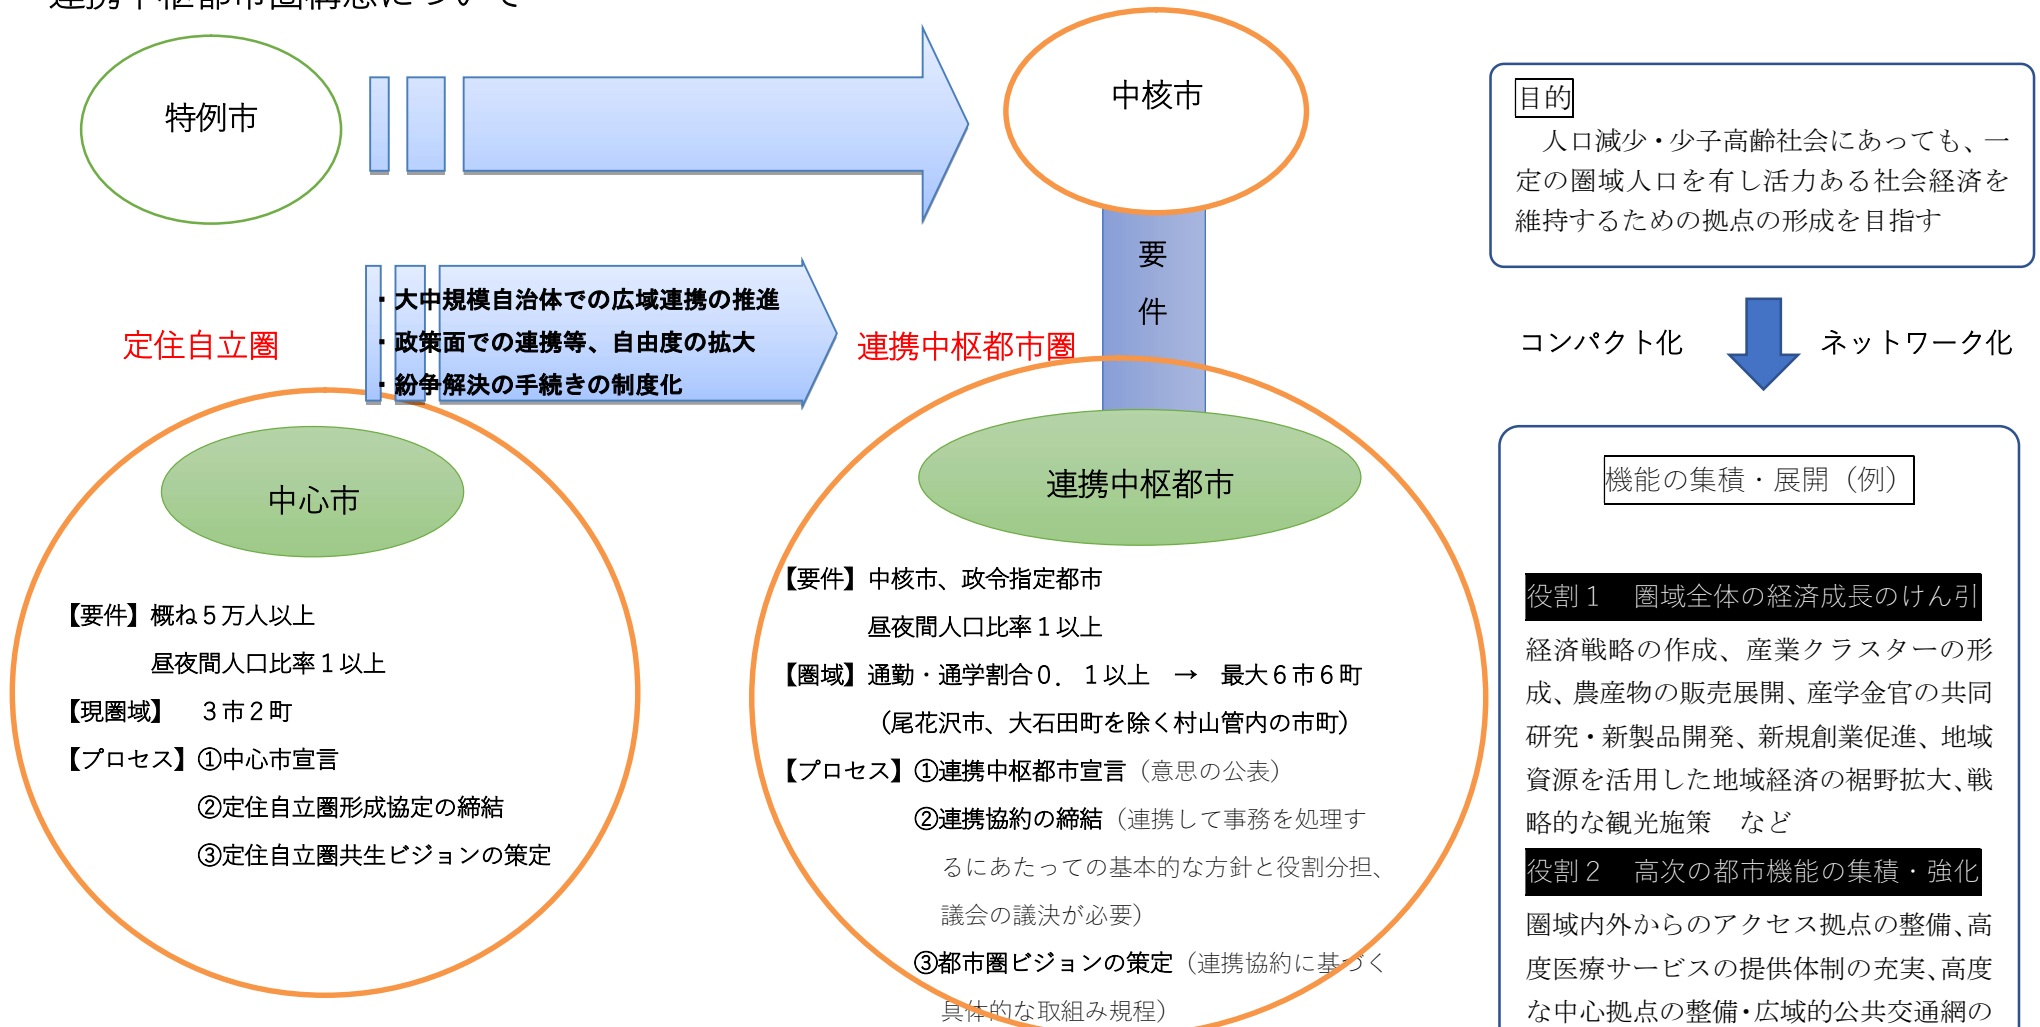 連携中枢都市圏構想について
特例市
中核市
要
件
定住自立圏
・大中規模自治体での広域連携の推進
・政策面での連携等、自由度の拡大
・紛争解決の手続きの制度化
連携中枢都市圏
中心市
【要件】概ね５万人以上
昼夜間人口比率１以上
【現圏域】　３市２町
【プロセス】①中心市宣言
②定住自立圏形成協定の締結
③定住自立圏共生ビジョンの策定
連携中枢都市
【要件】中核市、政令指定都市
昼夜間人口比率１以上
【圏域】通勤・通学割合０．１以上　→　最大６市６町
（尾花沢市、大石田町を除く村山管内の市町）
【プロセス】①連携中枢都市宣言（意思の公表）
②連携協約の締結（連携して事務を処理す
るにあたっての基本的な方針と役割分担、
議会の議決が必要）
③都市圏ビジョンの策定（連携協約に基づく
具体的な取組み規程）
目的
人口減少・少子高齢社会にあっても、一
定の圏域人口を有し活力ある社会経済を
維持するための拠点の形成を目指す
コンパクト化　ネットワーク化
機能の集積・展開（例）
役割１　圏域全体の経済成長のけん引
経済戦略の作成、産業クラスターの形
成、農産物の販売展開、産学金官の共同
研究・新製品開発、新規創業促進、地域
資源を活用した地域経済の裾野拡大、戦
略的な観光施策　など
役割２　高次の都市機能の集積・強化
圏域内外からのアクセス拠点の整備、高
度医療サービスの提供体制の充実、高度
な中心拠点の整備・広域的公共交通網の